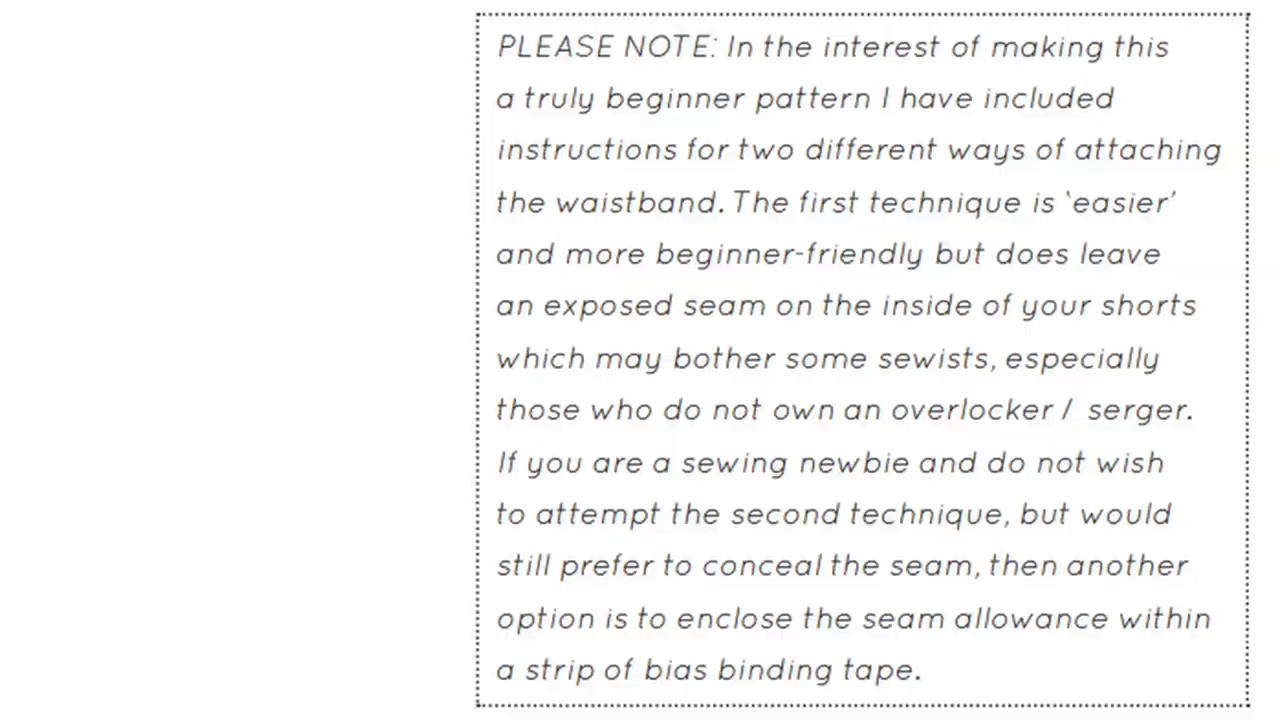 PLEASE NOTE: In the interest of making this
a truly beginner pattern I have included
instructions for two different ways of attaching
the waistband. The first technique is ‘easier’
and more beginner-friendly but does leave
an exposed seam on the inside of your shorts
which may bother some sewists, especially
those who do not own an overlocker / serger.
If you are a sewing newbie and do not wish
to attempt the second technique, but would
still prefer to conceal the seam, then another
option is to enclose the seam allowance within
a strip of bias binding tape.